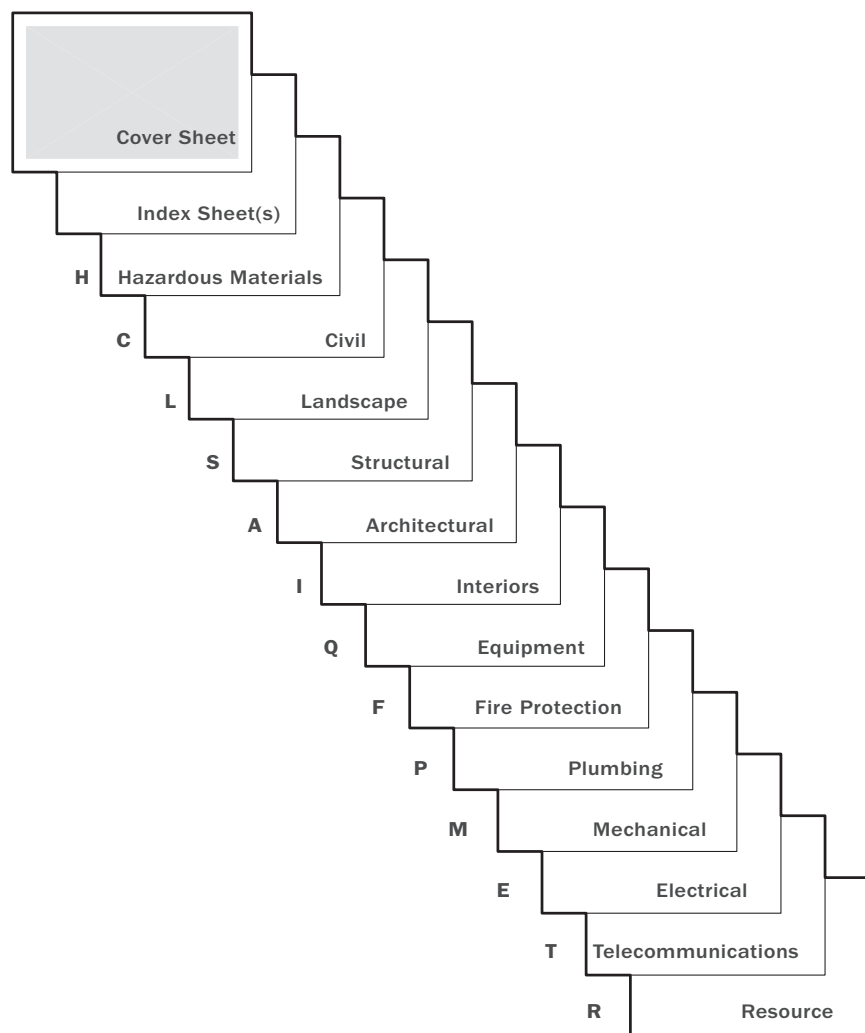 Cover Sheet
Index Sheet(s)
H Hazardous Materials
C Civil
L Landscape
S Structural
A Architectural
I Interiors
Q Equipment
F Fire Protection
P Plumbing
M Mechanical
E Electrical
T Telecommunications
R Resource